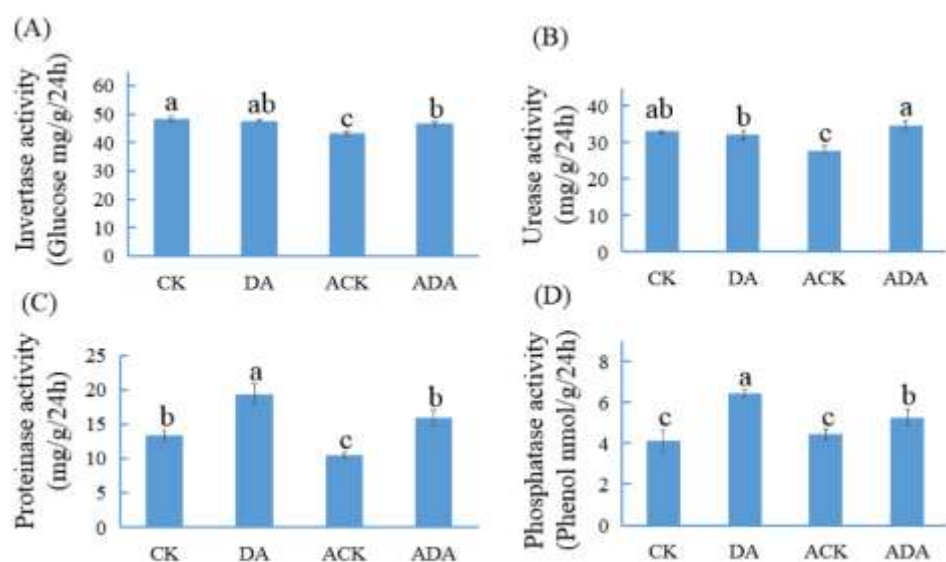 (A)
Invertase activity
(Glucose mg/g/24h)
60
50
40
30
20
10
0
a
ab
c
b
CK
DA
ACK
ADA
(B)
Urease activity
(mg/g/24h)
40
30
20
10
0
ab
b
c
a
CK
DA
ACK
ADA
(C)
Proteinase activity
(mg/g/24h)
25
20
15
10
5
0
b
a
c
b
CK
DA
ACK
ADA
(D)
Phosphatase activity
(Phenol nmol/g/24h)
8
6
4
2
0
c
a
c
b
CK
DA
ACK
ADA